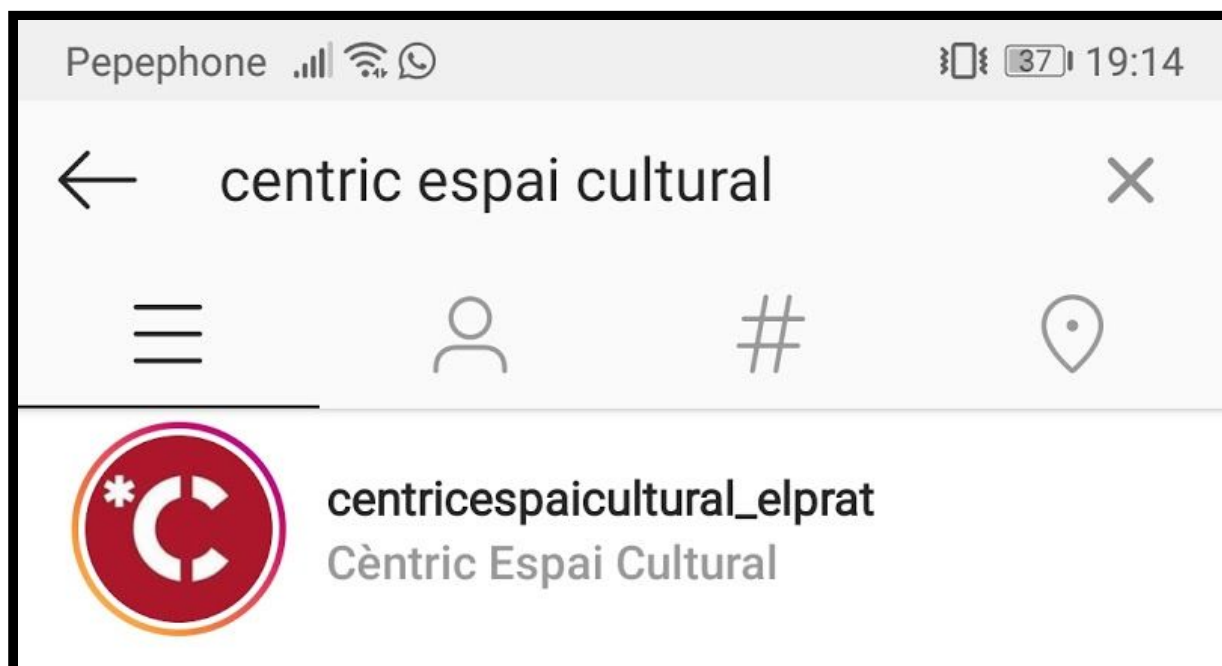 Pepephone 37 19:14
centric espai cultural
*C
centricespaicultural_elprat
Cèntric Espai Cultural